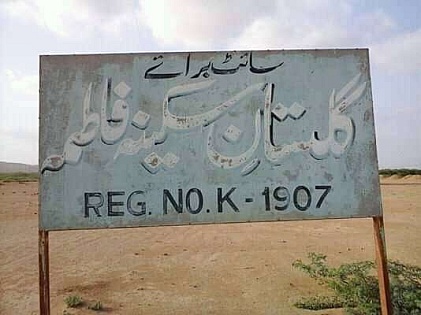 سائٹ برائے
گلستانِ سکینہ فاطمہ
REG. NO. K - 1907